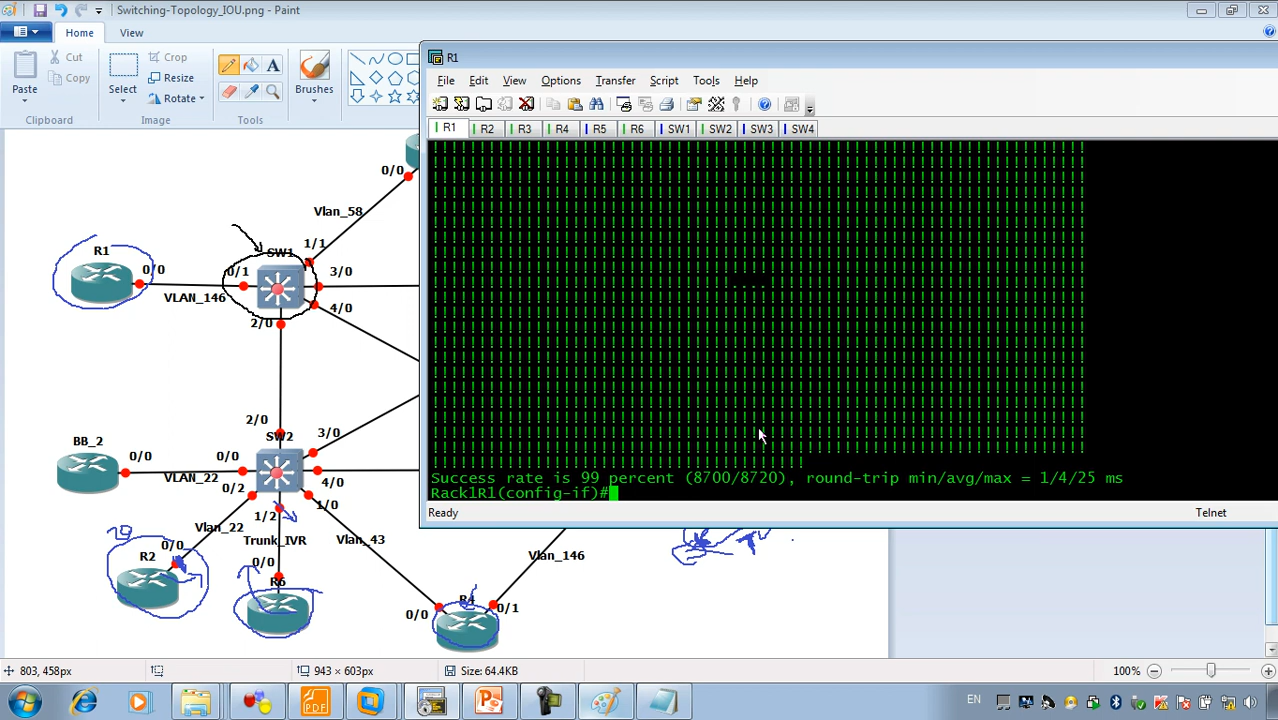 Switching-Topology_IOU.png - Paint
Home
View
Paste
Cut
Copy
Clipboard
Select
Crop
Resize
Rotate
Image
Tools
Brushes
R1
File Edit View Options Transfer Script Tools Help
R1 R2 R3 R4 R5 R6 SW1 SW2 SW3 SW4
Success rate is 99 percent (8700/8720), round-trip min/avg/max = 1/4/25 ms
Rack1R1(config-if)#
Ready
Telnet
0/0
Vlan_58
R1
0/0
VLAN_146
0/1
SW1
1/1
3/0
4/0
2/0
2/0
SW2
3/0
BB_2
0/0
VLAN_22
0/0
4/0
0/2
1/0
1/2
Vlan_22
Trunk_IVR
Vlan_43
Vlan_146
R2
0/0
0/0
R6
R4
0/0
0/1
803, 458px
943 × 603px
Size: 64.4KB
100%
EN
PDF